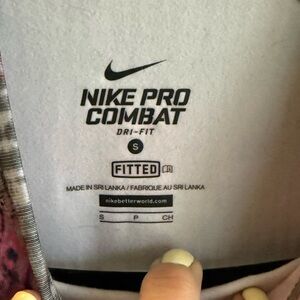 NIKE PRO
COMBAT
DRI-FIT
S
FITTED
MADE IN SRI LANKA / FABRIQUE AU SRI LANKA
nikebetterworld.com
S P CH